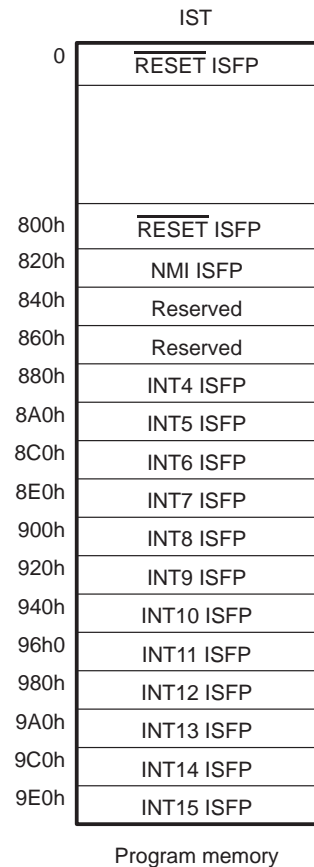 IST
0 RESET ISFP
800h RESET ISFP
820h NMI ISFP
840h Reserved
860h Reserved
880h INT4 ISFP
8A0h INT5 ISFP
8C0h INT6 ISFP
8E0h INT7 ISFP
900h INT8 ISFP
920h INT9 ISFP
940h INT10 ISFP
96h0 INT11 ISFP
980h INT12 ISFP
9A0h INT13 ISFP
9C0h INT14 ISFP
9E0h INT15 ISFP
Program memory